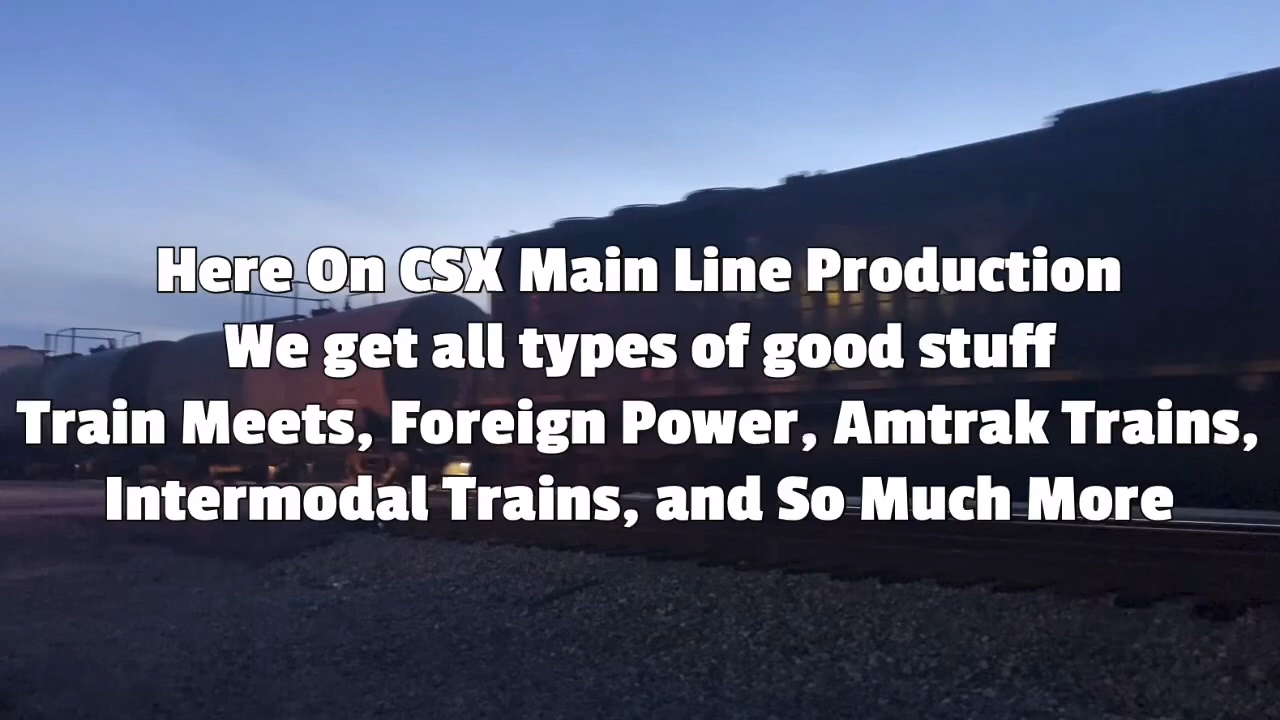 Here On CSX Main Line Production
We get all types of good stuff
Train Meets, Foreign Power, Amtrak Trains,
Intermodal Trains, and So Much More